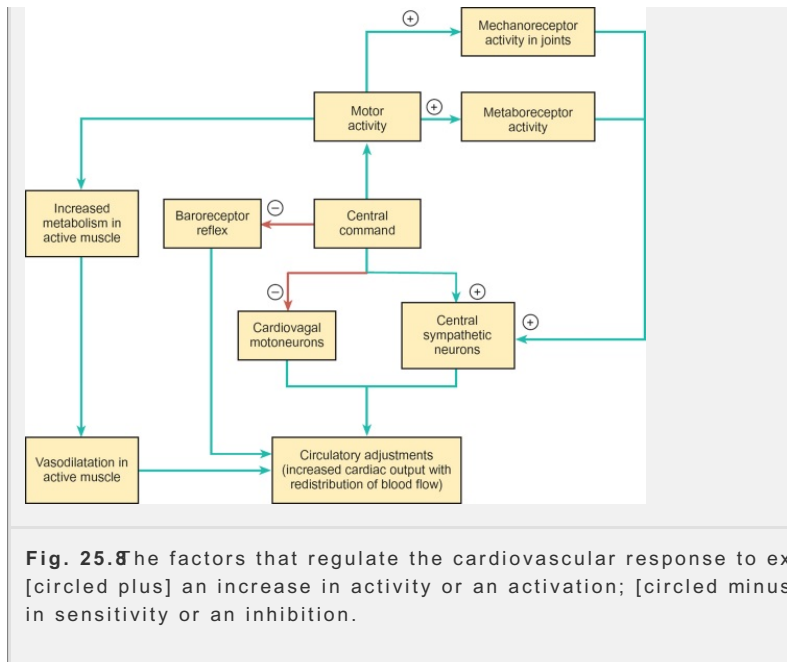 Mechanoreceptor
activity in joints
+
Motor
activity
+
Metaboreceptor
activity
Increased
metabolism in
active muscle
Baroreceptor
reflex
−
Central
command
−
+
Cardiovagal
motoneurons
Central
sympathetic
neurons
+
Vasodilatation in
active muscle
Circulatory adjustments
(increased cardiac output with
redistribution of blood flow)
Fig. 25.8 The factors that regulate the cardiovascular response to ex
[circled plus] an increase in activity or an activation; [circled minus
in sensitivity or an inhibition.